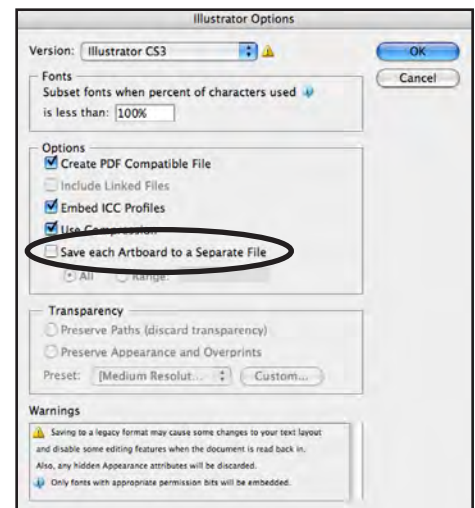 Illustrator Options
Version: Illustrator CS3
OK
Cancel
Fonts
Subset fonts when percent of characters used
is less than: 100%
Options
Create PDF Compatible File
Include Linked Files
Embed ICC Profiles
Use Compression
Save each Artboard to a Separate File
All Range:
Transparency
Preserve Paths (discard transparency)
Preserve Appearance and Overprints
Preset: [Medium Resolut... Custom...
Warnings
Saving to a legacy format may cause some changes to your text layout
and disable some editing features when the document is read back in.
Also, any hidden Appearance attributes will be discarded.
Only fonts with appropriate permission bits will be embedded.